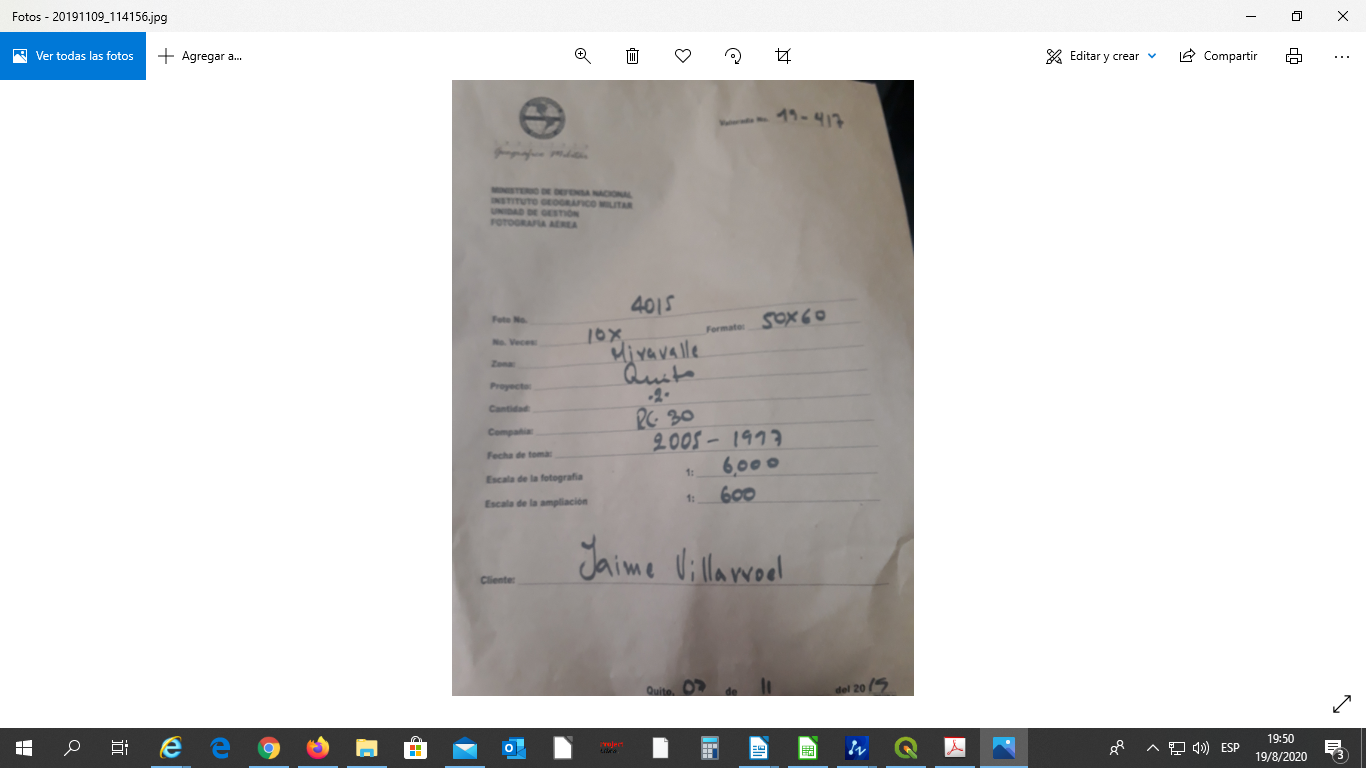 Fotos - 20191109_114156.jpg
Ver todas las fotos
Agregar a...
Editar y crear
Compartir
Valorada No. 19-417
Geográfico Militar
MINISTERIO DE DEFENSA NACIONAL
INSTITUTO GEOGRÁFICO MILITAR
UNIDAD DE GESTIÓN
FOTOGRAFÍA AÉREA
Foto No. 4015
No. Veces: 10X Formato: 50X60
Zona: Miravalle
Proyecto: Quito
Cantidad: .2.
Compañía: RC 30
Fecha de toma: 2005 - 1997
Escala de la fotografía 1: 6,000
Escala de la ampliación 1: 600
Cliente: Jaime Villarroel
Quito, 07 de 11 del 2019
ESP
19:50
19/8/2020
3